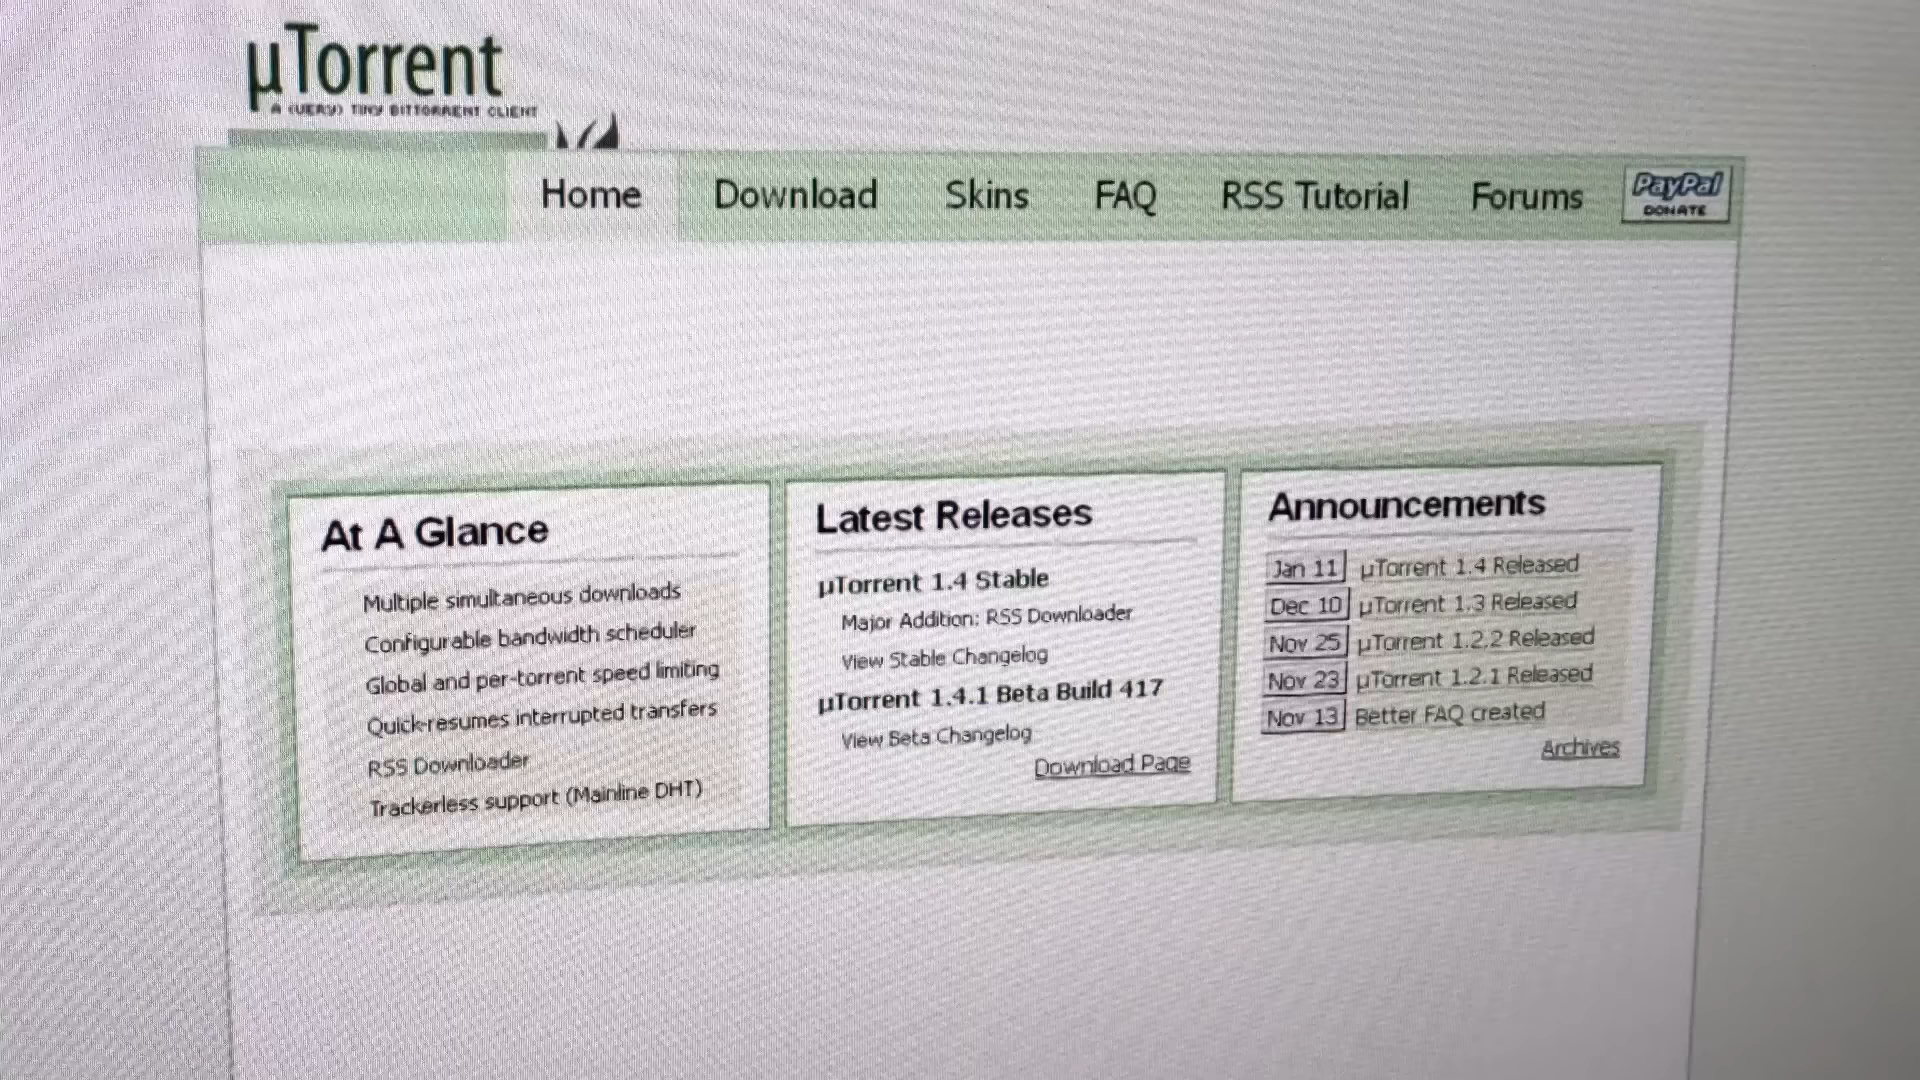 µTorrent
A (VERY) TINY BITTORRENT CLIENT
Home Download Skins FAQ RSS Tutorial Forums PayPal DONATE
At A Glance
Multiple simultaneous downloads
Configurable bandwidth scheduler
Global and per-torrent speed limiting
Quick-resumes interrupted transfers
RSS Downloader
Trackerless support (Mainline DHT)
Latest Releases
µTorrent 1.4 Stable
Major Addition: RSS Downloader
View Stable Changelog
µTorrent 1.4.1 Beta Build 417
View Beta Changelog
Download Page
Announcements
Jan 11 µTorrent 1.4 Released
Dec 10 µTorrent 1.3 Released
Nov 25 µTorrent 1.2.2 Released
Nov 23 µTorrent 1.2.1 Released
Nov 13 Better FAQ created
Archives